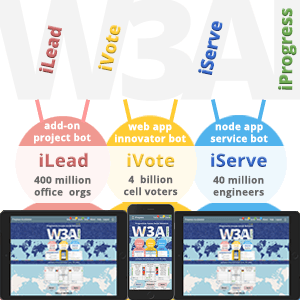 W3AI
iLead
iVote
iServe
iProgress
add-on
project bot
iLead
400 million
office orgs
web app
innovator bot
iVote
4 billion
cell voters
node app
service bot
iServe
40 million
engineers
W3AI
W3AI
W3AI